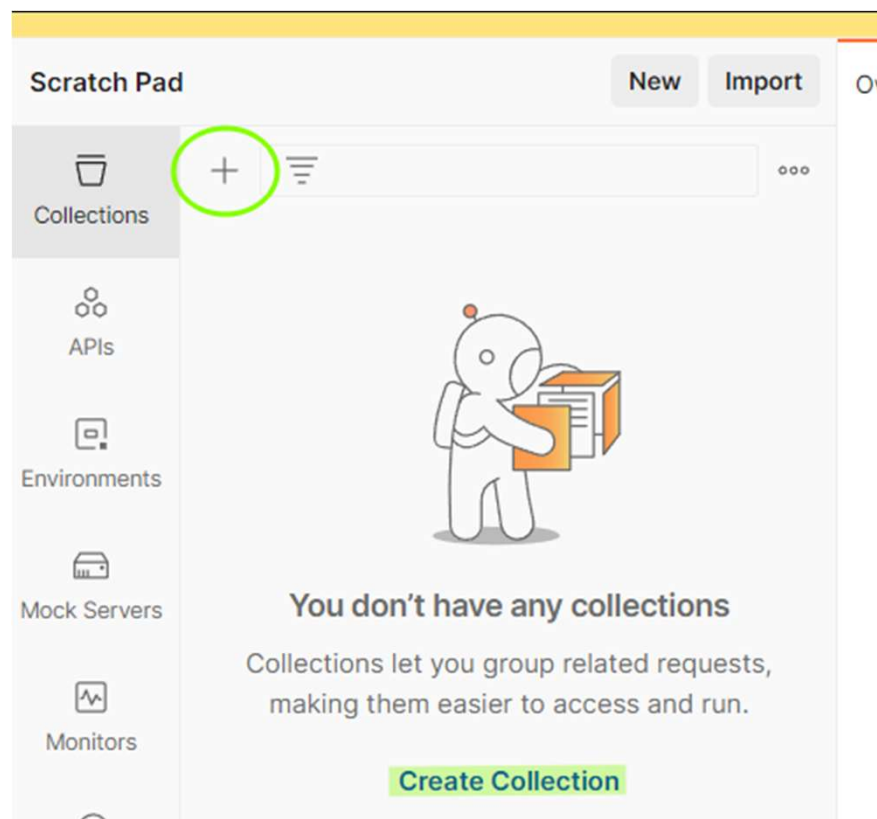 Scratch Pad
New
Import
Collections
APIs
Environments
Mock Servers
Monitors
You don't have any collections
Collections let you group related requests,
making them easier to access and run.
Create Collection